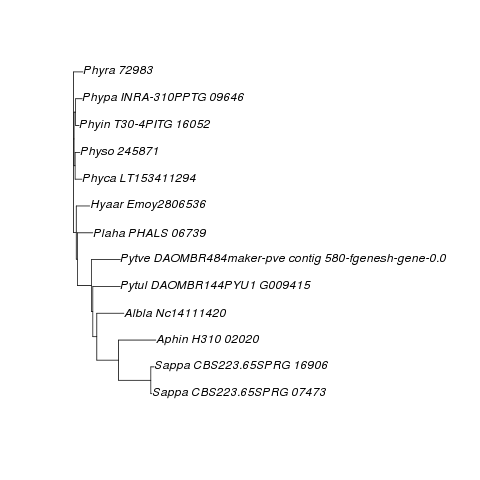 Phyra 72983
Phypa INRA-310PPTG 09646
Phyin T30-4PITG 16052
Physo 245871
Phyca LT153411294
Hyaar Emoy2806536
Plaha PHALS 06739
Pytve DAOMBR484maker-pve contig 580-fgenesh-gene-0.0
Pytul DAOMBR144PYU1 G009415
Albla Nc14111420
Aphin H310 02020
Sappa CBS223.65SPRG 16906
Sappa CBS223.65SPRG 07473